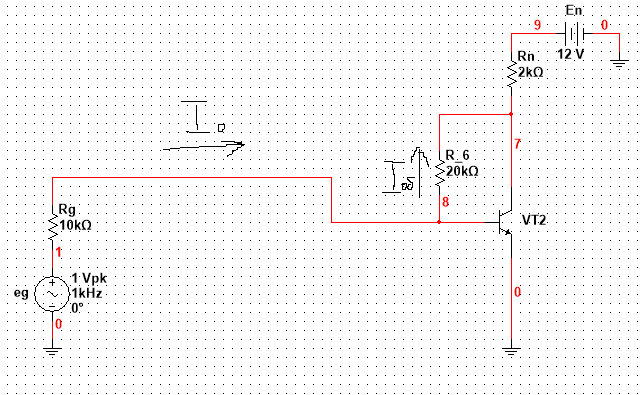 En
9
0
12 V
Rn
2kΩ
I o
7
R_6
20kΩ
8
VT2
Rg
10kΩ
1
eg
1 Vpk
1kHz
0°
0
0